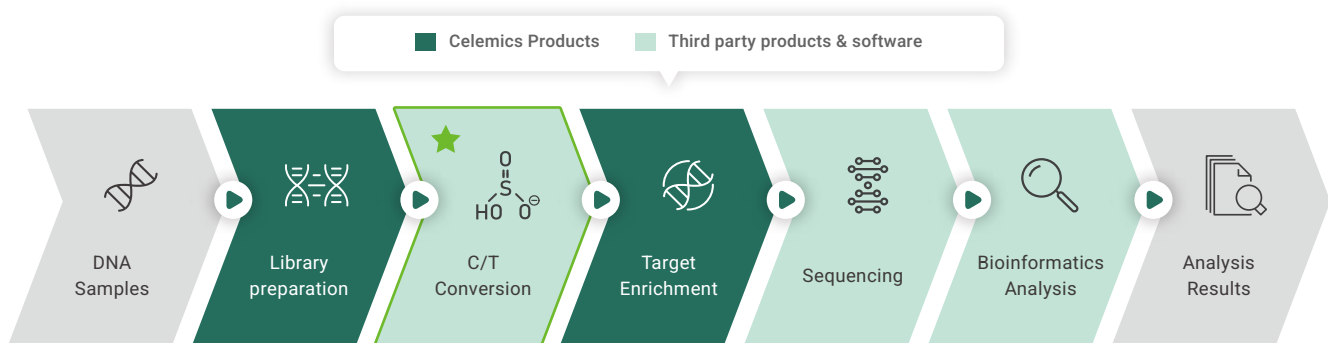 Celemics Products
Third party products & software
DNA
Samples
Library
preparation
O
S
HO
O⊖
C/T
Conversion
Target
Enrichment
Sequencing
Bioinformatics
Analysis
Analysis
Results